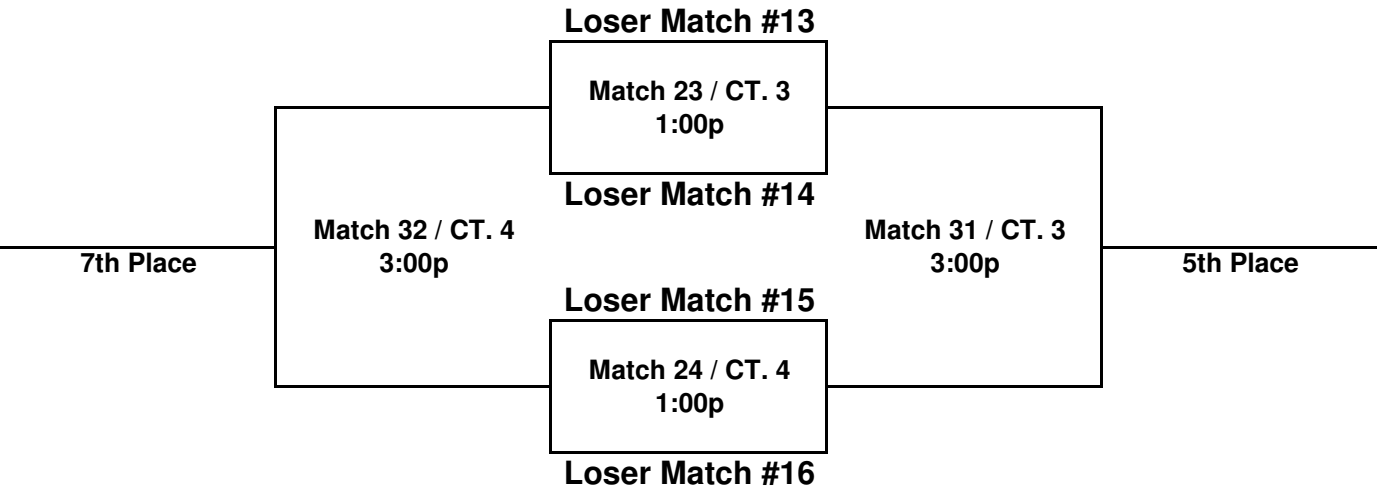 Loser Match #13
Match 23 / CT. 3
1:00p
Loser Match #14
Match 32 / CT. 4
3:00p
7th Place
Match 31 / CT. 3
3:00p
5th Place
Loser Match #15
Match 24 / CT. 4
1:00p
Loser Match #16